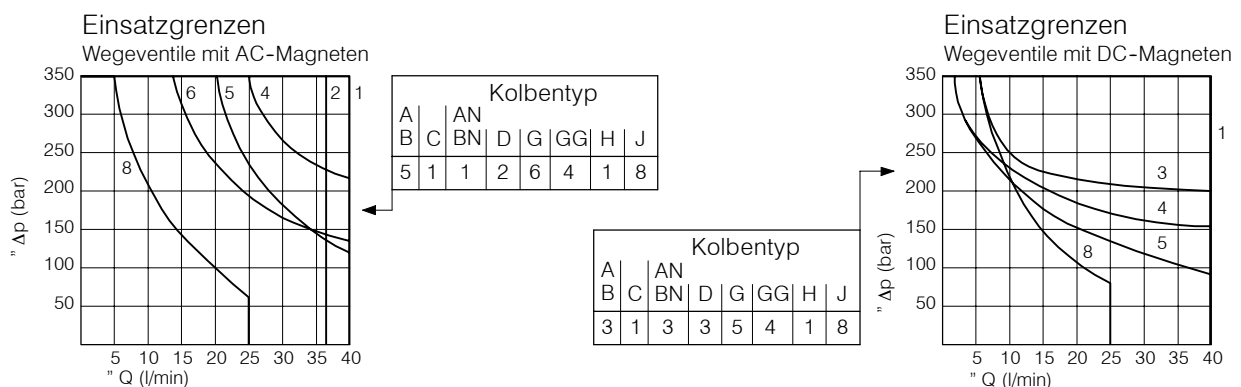 Einsatzgrenzen
Wegeventile mit AC-Magneten
350
300
250
200
150
100
50
" Δp (bar)
8
6
5
4
2
1
5 10 15 20 25 30 35 40
" Q (l/min)
Kolbentyp
A AN
B C BN D G GG H J
5 1 1 2 6 4 1 8
Kolbentyp
A AN
B C BN D G GG H J
3 1 3 3 5 4 1 8
Einsatzgrenzen
Wegeventile mit DC-Magneten
350
300
250
200
150
100
50
" Δp (bar)
1
3
4
5
8
5 10 15 20 25 30 35 40
" Q (l/min)